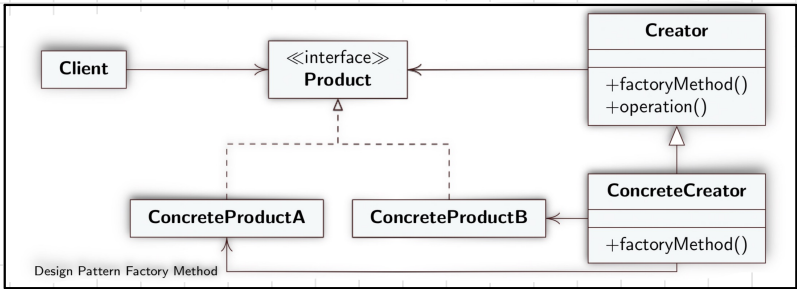 Client
≪interface≫
Product
Creator
+factoryMethod()
+operation()
ConcreteProductA
ConcreteProductB
ConcreteCreator
+factoryMethod()
Design Pattern Factory Method